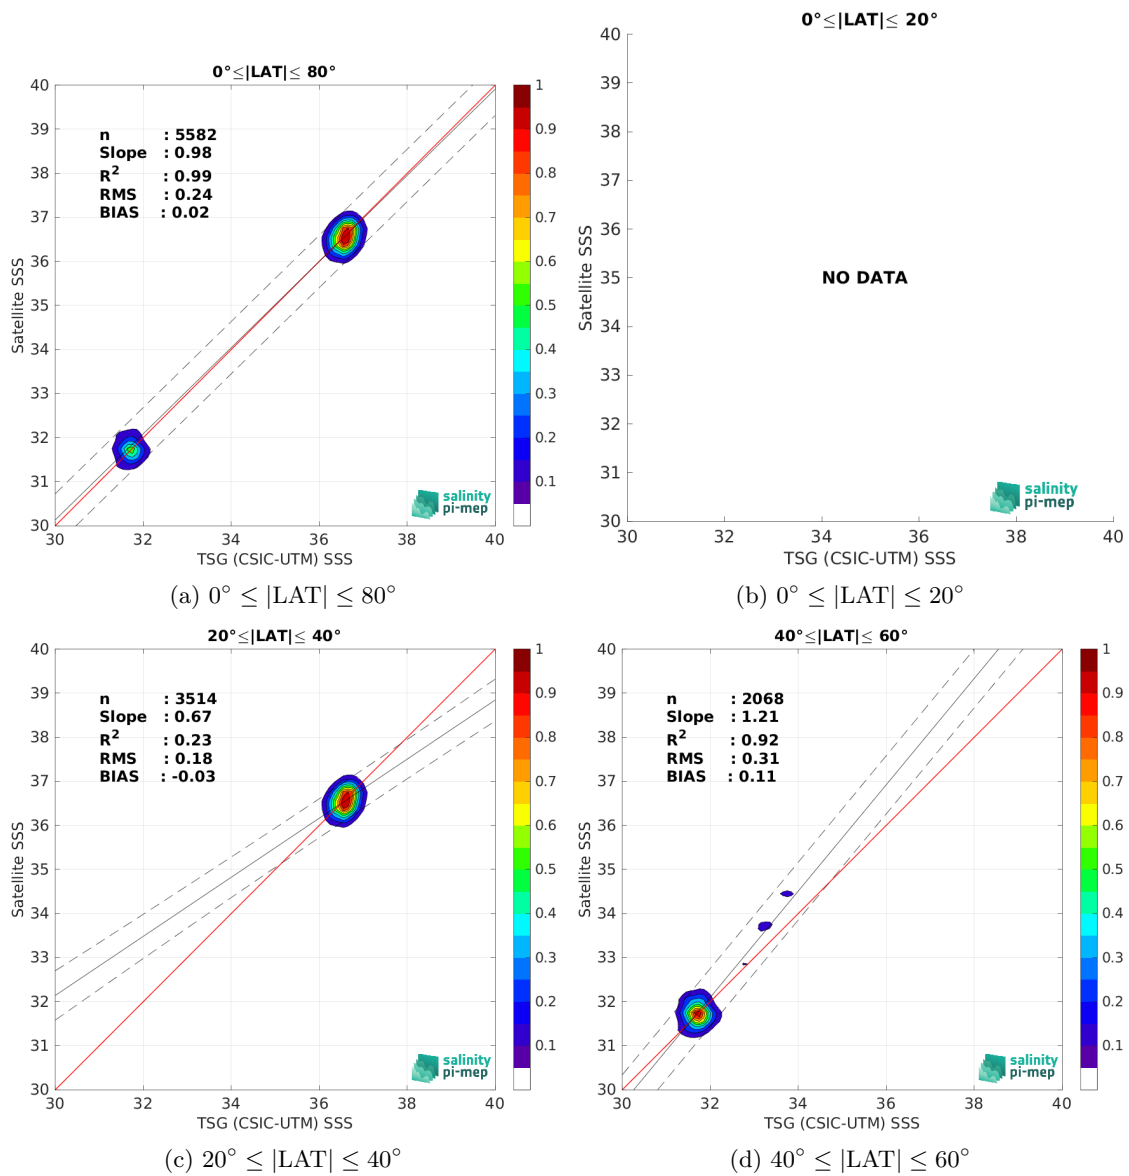 0°≤|LAT|≤ 80°
n : 5582
Slope : 0.98
R² : 0.99
RMS : 0.24
BIAS : 0.02
40
39
38
37
36
35
34
33
32
31
30
30 32 34 36 38 40
Satellite SSS
TSG (CSIC-UTM) SSS
1
0.9
0.8
0.7
0.6
0.5
0.4
0.3
0.2
0.1
salinity
pi-mep
(a) 0° ≤ |LAT| ≤ 80°
0°≤|LAT|≤ 20°
40
39
38
37
36
35
34
33
32
31
30
30 32 34 36 38 40
Satellite SSS
NO DATA
TSG (CSIC-UTM) SSS
salinity
pi-mep
(b) 0° ≤ |LAT| ≤ 20°
20°≤|LAT|≤ 40°
n : 3514
Slope : 0.67
R² : 0.23
RMS : 0.18
BIAS : -0.03
40
39
38
37
36
35
34
33
32
31
30
30 32 34 36 38 40
Satellite SSS
TSG (CSIC-UTM) SSS
1
0.9
0.8
0.7
0.6
0.5
0.4
0.3
0.2
0.1
salinity
pi-mep
(c) 20° ≤ |LAT| ≤ 40°
40°≤|LAT|≤ 60°
n : 2068
Slope : 1.21
R² : 0.92
RMS : 0.31
BIAS : 0.11
40
39
38
37
36
35
34
33
32
31
30
30 32 34 36 38 40
Satellite SSS
TSG (CSIC-UTM) SSS
1
0.9
0.8
0.7
0.6
0.5
0.4
0.3
0.2
0.1
salinity
pi-mep
(d) 40° ≤ |LAT| ≤ 60°